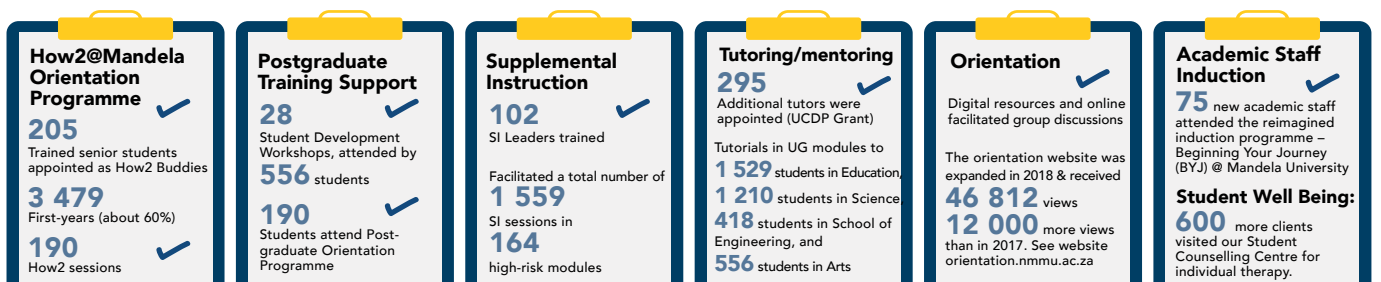 How2@Mandela
Orientation
Programme
205
Trained senior students
appointed as How2 Buddies
3 479
First-years (about 60%)
190
How2 sessions
Postgraduate
Training Support
28
Student Development
Workshops, attended by
556 students
190
Students attend Post-
graduate Orientation
Programme
Supplemental
Instruction
102
SI Leaders trained
Facilitated a total number of
1 559
SI sessions in
164
high-risk modules
Tutoring/mentoring
295
Additional tutors were
appointed (UCDP Grant)
Tutorials in UG modules to
1 529 students in Education,
1 210 students in Science,
418 students in School of
Engineering, and
556 students in Arts
Orientation
Digital resources and online
facilitated group discussions
The orientation website was
expanded in 2018 & received
46 812 views
12 000 more views
than in 2017. See website
orientation.nmmu.ac.za
Academic Staff
Induction
75 new academic staff
attended the reimagined
induction programme –
Beginning Your Journey
(BYJ) @ Mandela University
Student Well Being:
600 more clients
visited our Student
Counselling Centre for
individual therapy.